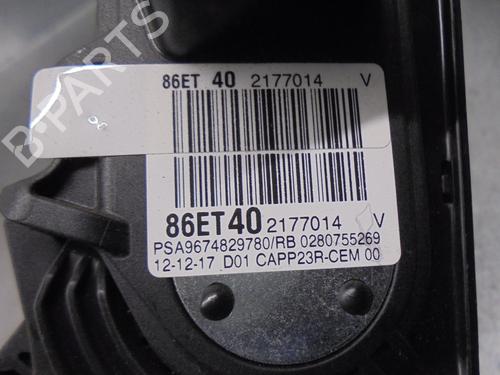 86ET 40 2177014 V
86ET40 2177014 V
PSA9674829780/RB 0280755269
12-12-17 D01 CAPP23R-CEM 00
B-PARTS